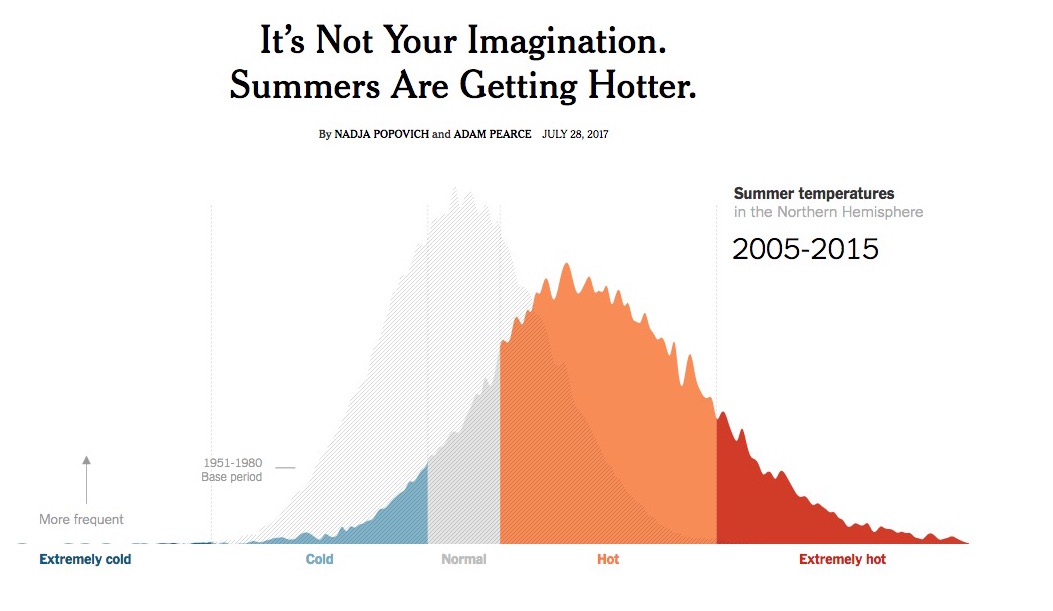 It's Not Your Imagination.
Summers Are Getting Hotter.
By NADJA POPOVICH and ADAM PEARCE JULY 28, 2017
Summer temperatures
in the Northern Hemisphere
2005-2015
1951-1980
Base period
More frequent
Extremely cold
Cold
Normal
Hot
Extremely hot